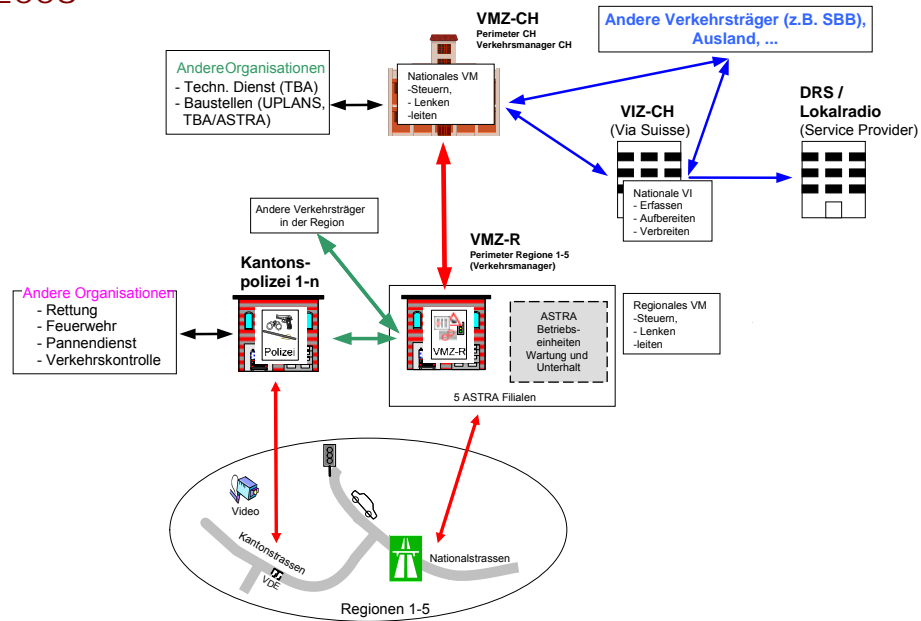 VMZ-CH
Perimeter CH
Verkehrsmanager CH
Andere Verkehrsträger (z.B. SBB),
Ausland, ...
Andere Organisationen
- Techn. Dienst (TBA)
- Baustellen (UPLANS,
TBA/ASTRA)
Nationales VM
-Steuern,
- Lenken
-leiten
VIZ-CH
(Via Suisse)
DRS /
Lokalradio
(Service Provider)
Nationale VI
- Erfassen
- Aufbereiten
- Verbreiten
Andere Verkehrsträger
in der Region
VMZ-R
Perimeter Regione 1-5
(Verkehrsmanager)
Kantons-
polizei 1-n
Andere Organisationen
- Rettung
- Feuerwehr
- Pannendienst
- Verkehrskontrolle
Polizei
VMZ-R
ASTRA
Betriebs-
einheiten
Wartung und
Unterhalt
Regionales VM
-Steuern,
- Lenken
-leiten
5 ASTRA Filialen
Video
Kantonstrassen
VDE
Nationalstrassen
Regionen 1-5